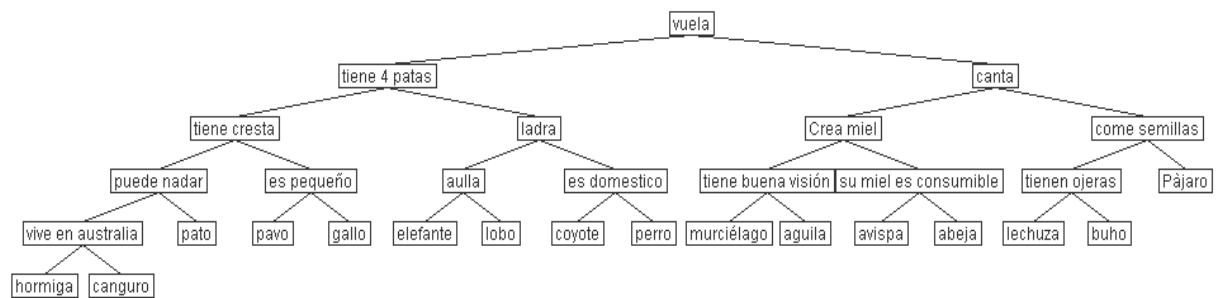 vuela
tiene 4 patas
canta
tiene cresta
ladra
Crea miel
come semillas
puede nadar
es pequeño
aulla
es domestico
tiene buena visión
su miel es consumible
tienen ojeras
Pàjaro
vive en australia
pato
pavo
gallo
elefante
lobo
coyote
perro
murciélago
aguila
avispa
abeja
lechuza
buho
hormiga
canguro